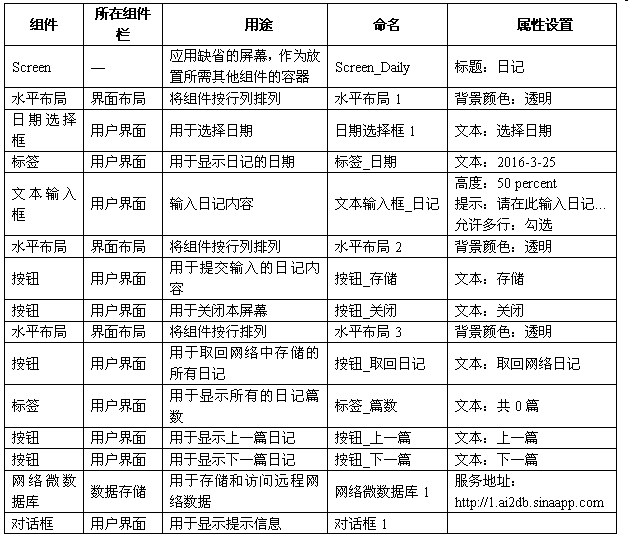 组件 所在组件栏 用途 命名 属性设置
Screen — 应用缺省的屏幕，作为放置所需其他组件的容器 Screen_Daily 标题：日记
水平布局 界面布局 将组件按行列排列 水平布局 1 背景颜色：透明
日期选择框 用户界面 用于选择日期 日期选择框 1 文本：选择日期
标签 用户界面 用于显示日记的日期 标签_日期 文本：2016-3-25
文本输入框 用户界面 输入日记内容 文本输入框_日记 高度：50 percent
提示：请在此输入日记...
允许多行：勾选
水平布局 界面布局 将组件按行列排列 水平布局 2 背景颜色：透明
按钮 用户界面 用于提交输入的日记内容 按钮_存储 文本：存储
按钮 用户界面 用于关闭本屏幕 按钮_关闭 文本：关闭
水平布局 界面布局 将组件按行排列 水平布局 3 背景颜色：透明
按钮 用户界面 用于取回网络中存储的所有日记 按钮_取回日记 文本：取回网络日记
标签 用户界面 用于显示所有的日记篇数 标签_篇数 文本：共 0 篇
按钮 用户界面 用于显示上一篇日记 按钮_上一篇 文本：上一篇
按钮 用户界面 用于显示下一篇日记 按钮_下一篇 文本：下一篇
网络微数据库 数据存储 用于存储和访问远程网络数据 网络微数据库 1 服务地址：
http://1.ai2db.sinaapp.com
对话框 用户界面 用于显示提示信息 对话框 1